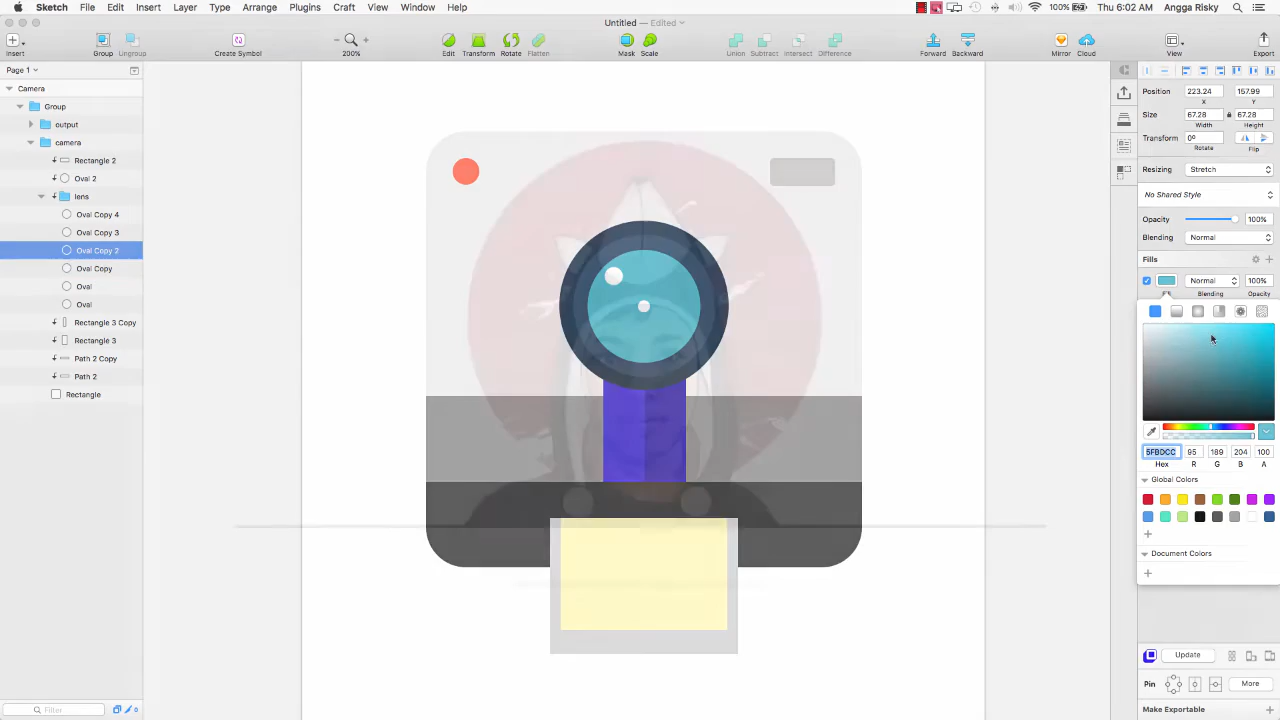 Sketch File Edit Insert Layer Type Arrange Plugins Craft Window Help 100% Thu 6:02 AM Angga Risky
Untitled — Edited
Insert Group Ungroup Create Symbol 200% Edit Transform Rotate Flatten Mask Scale Union Subtract Intersect Difference Forward Backward Mirror Cloud View Export
Page 1
Camera
Group
output
camera
Rectangle 2
Oval 2
lens
Oval Copy 4
Oval Copy 3
Oval Copy 2
Oval Copy
Oval
Oval
Rectangle 3 Copy
Rectangle 3
Path 2 Copy
Path 2
Rectangle
Filter 0
Position 223.24 157.99
X Y
Size 67.28 67.28
Width Height
Transform 0º
Rotate Flip
Resizing Stretch
No Shared Style
Opacity 100%
Blending Normal
Fills
Normal 100%
Fill Blending Opacity
5FBDCC 95 189 204 100
Hex R G B A
Global Colors
Document Colors
Update
Pin More
Make Exportable